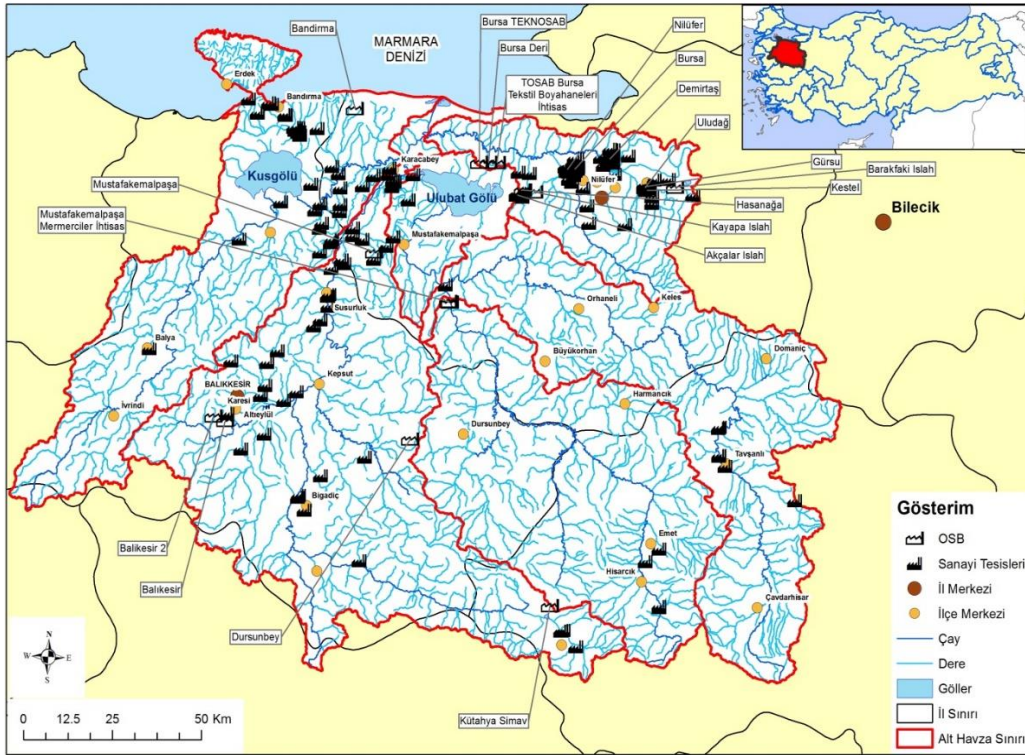 Bandirma
MARMARA
DENİZİ
Bursa TEKNOSAB
Bursa Deri
TOSAB Bursa
Tekstil Boyahaneleri
İhtisas
Nilüfer
Bursa
Demirtaş
Uludağ
Gürsu
Barakfaki Islah
Kestel
Hasanağa
Kayapa Islah
Akçalar Islah
Bilecik
Erdek
Bandırma
Kusgölü
Karacabey
Ulubat Gölü
Nilüfer
Mustafakemalpaşa
Mustafakemalpaşa
Mermerciler İhtisas
Mustafakemalpaşa
Susurluk
Orhaneli
Keles
Balya
Büyükorhan
Domaniç
Kepsut
BALIKKESİR
Karesi
Altıeylül
İvrindi
Harmancık
Dursunbey
Tavşanlı
Bigadiç
Emet
Hisarcık
Çavdarhisar
Balikesir 2
Balıkesir
Dursunbey
Kütahya Simav
Gösterim
OSB
Sanayi Tesisleri
İl Merkezi
İlçe Merkezi
Çay
Dere
Göller
İl Sınırı
Alt Havza Sınırı
N
W E
S
0 12.5 25 50 Km